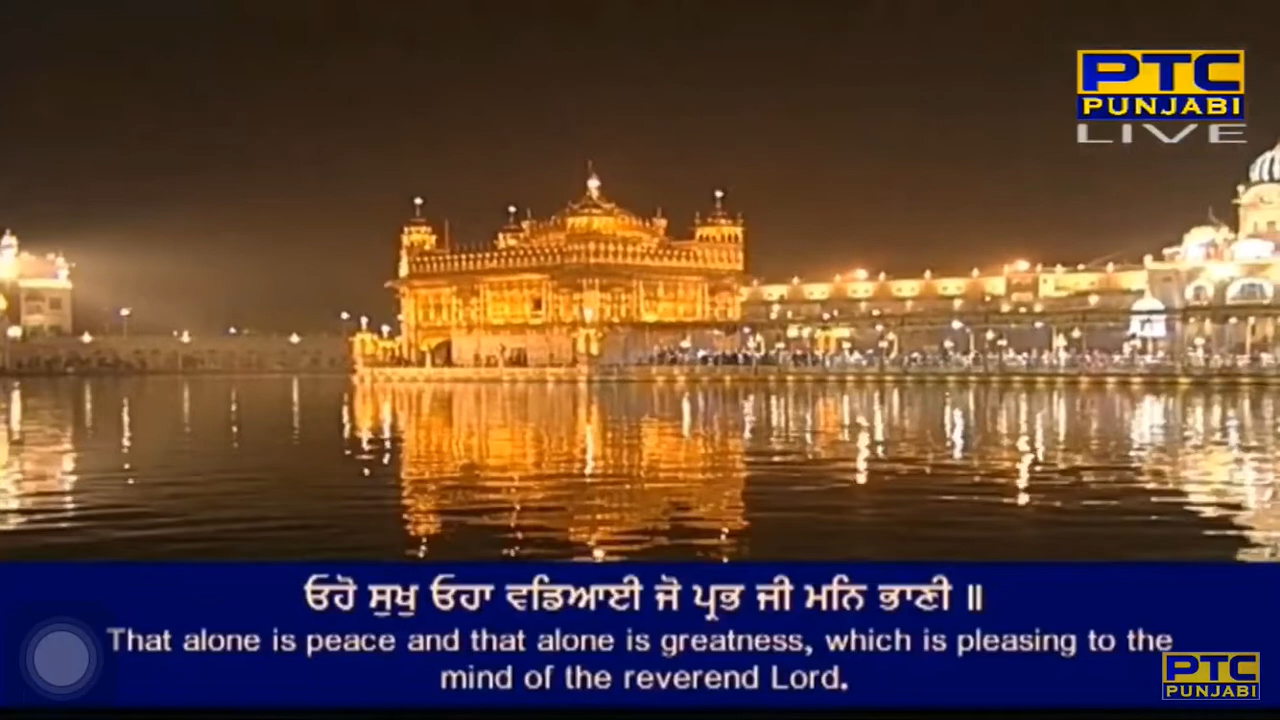 PTC
PUNJABI
LIVE
ਓਹੋ ਸੁਖੁ ਓਹਾ ਵਡਿਆਈ ਜੋ ਪ੍ਰਭ ਜੀ ਮਨਿ ਭਾਣੀ ॥
That alone is peace and that alone is greatness, which is pleasing to the
mind of the reverend Lord.
PTC
PUNJABI